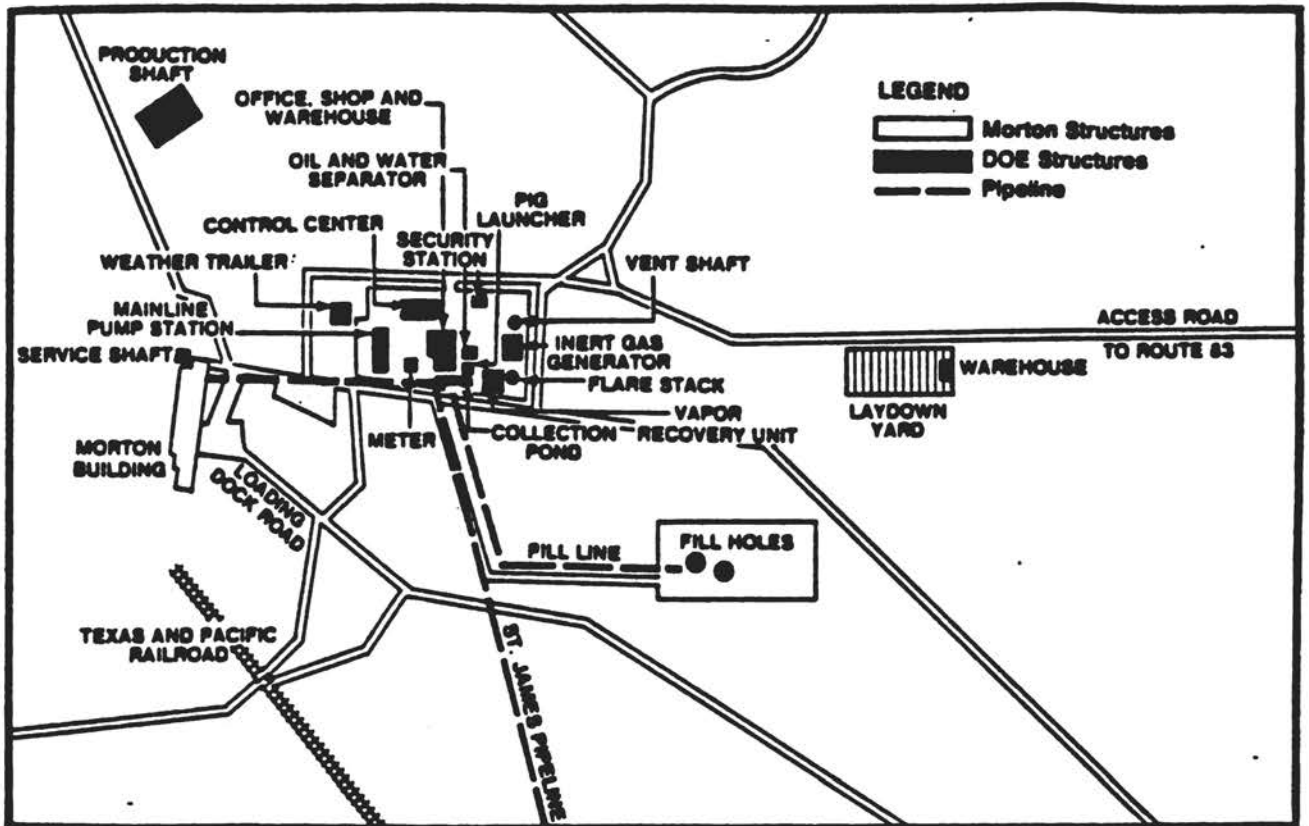 PRODUCTION
SHAFT
OFFICE, SHOP AND
WAREHOUSE
OIL AND WATER
SEPARATOR
PIG
LAUNCHER
CONTROL CENTER
SECURITY
STATION
WEATHER TRAILER
VENT SHAFT
MAINLINE
PUMP STATION
SERVICE SHAFT
INERT GAS
GENERATOR
FLARE STACK
VAPOR
RECOVERY UNIT
METER
COLLECTION
POND
MORTON
BUILDING
LOADING
DOCK ROAD
LEGEND
Morton Structures
DOE Structures
Pipeline
ACCESS ROAD
TO ROUTE 83
WAREHOUSE
LAYDOWN
YARD
FILL LINE
FILL HOLES
TEXAS AND PACIFIC
RAILROAD
ST. JAMES PIPELINE